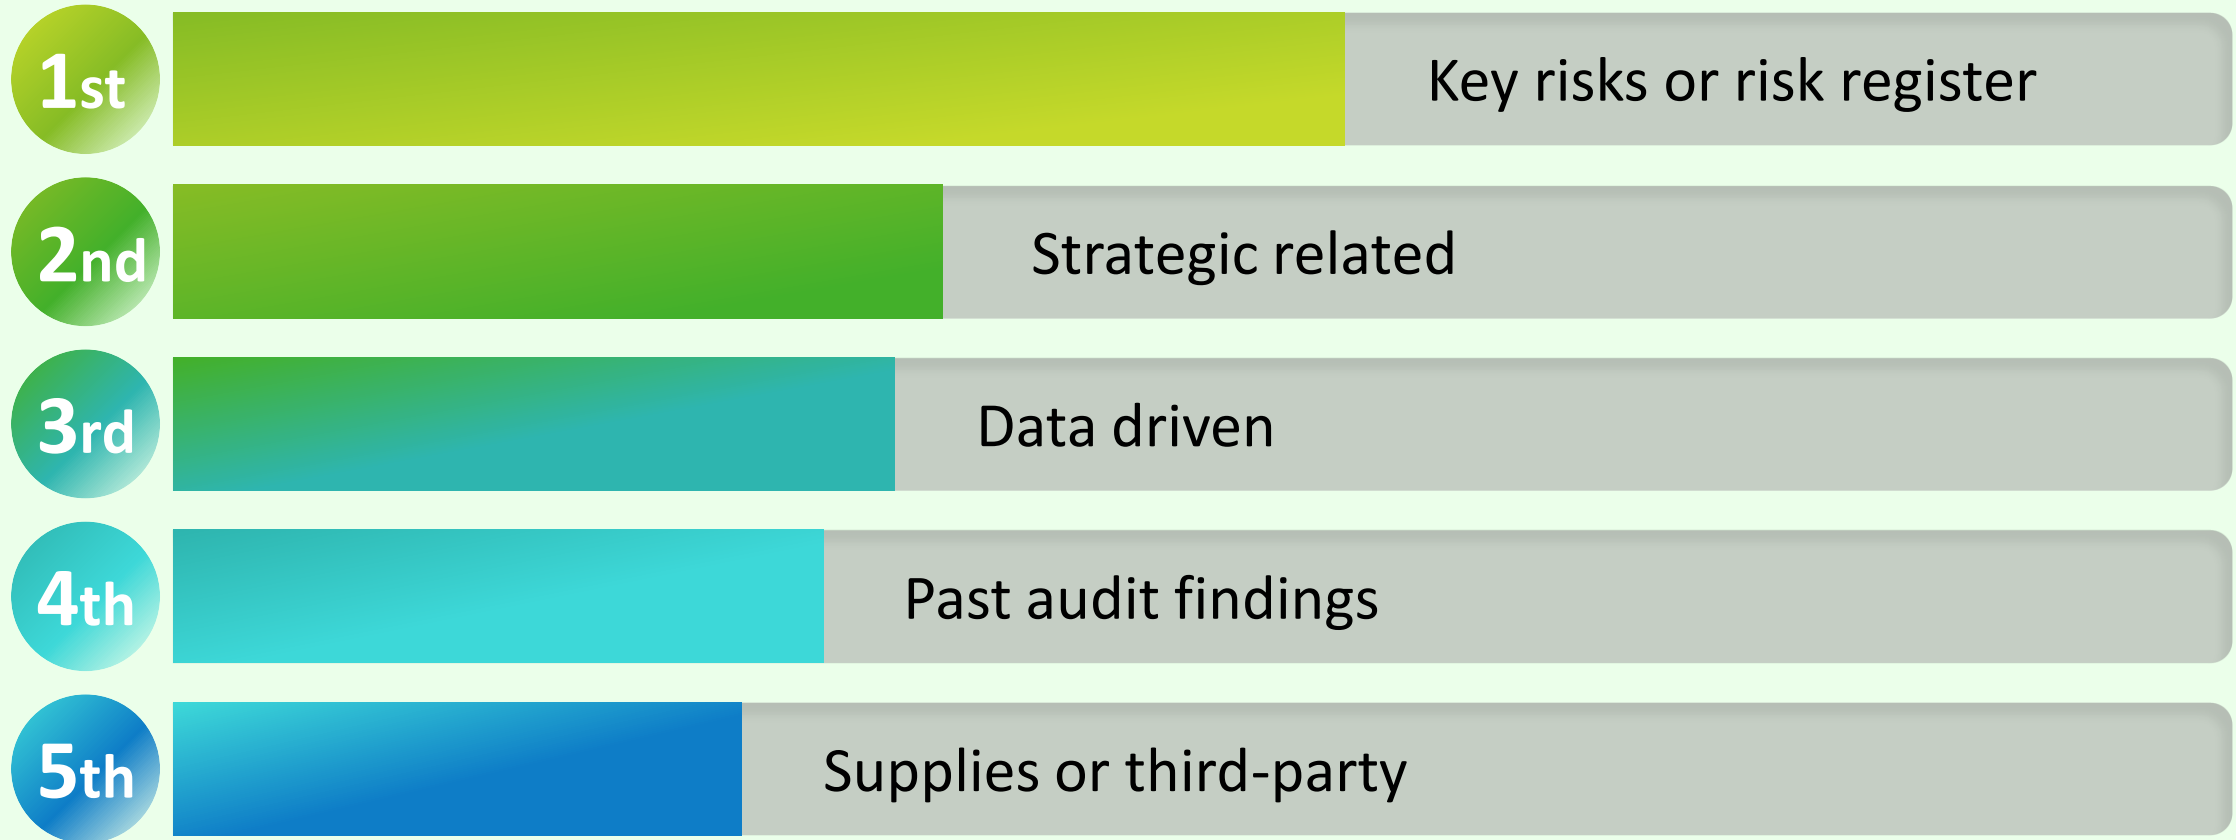 1st
Key risks or risk register
2nd
Strategic related
3rd
Data driven
4th
Past audit findings
5th
Supplies or third-party